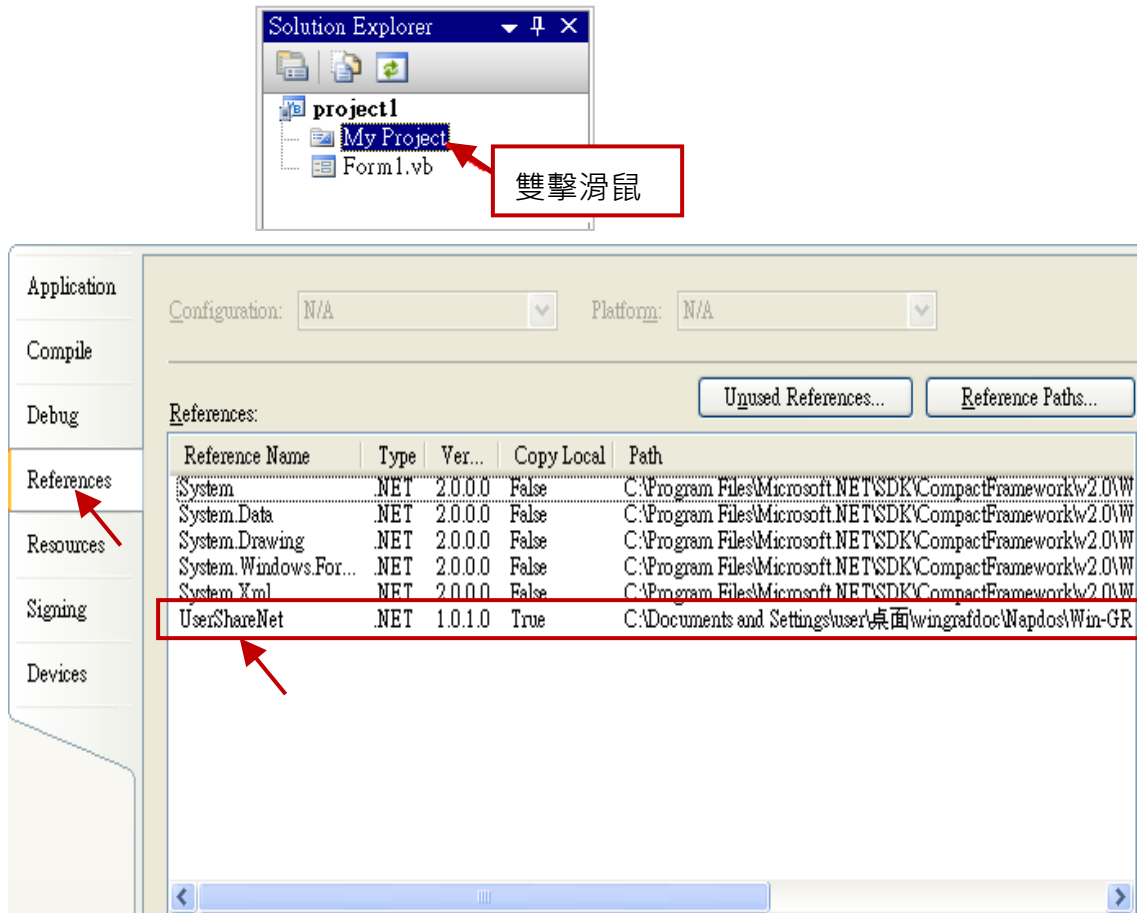 Solution Explorer
project1
My Project
Form1.vb
雙擊滑鼠
Application
Compile
Debug
References
Resources
Signing
Devices
Configuration: N/A Platform: N/A
Unused References... Reference Paths...
References:
Reference Name Type Ver... Copy Local Path
System .NET 2.0.0.0 False C:\Program Files\Microsoft.NET\SDK\CompactFramework\v2.0\W
System.Data .NET 2.0.0.0 False C:\Program Files\Microsoft.NET\SDK\CompactFramework\v2.0\W
System.Drawing .NET 2.0.0.0 False C:\Program Files\Microsoft.NET\SDK\CompactFramework\v2.0\W
System.Windows.For... .NET 2.0.0.0 False C:\Program Files\Microsoft.NET\SDK\CompactFramework\v2.0\W
System.Xml .NET 2.0.0.0 False C:\Program Files\Microsoft.NET\SDK\CompactFramework\v2.0\W
UserShareNet .NET 1.0.1.0 True C:\Documents and Settings\user\桌面\wingrafdoc\Napdos\Win-GR